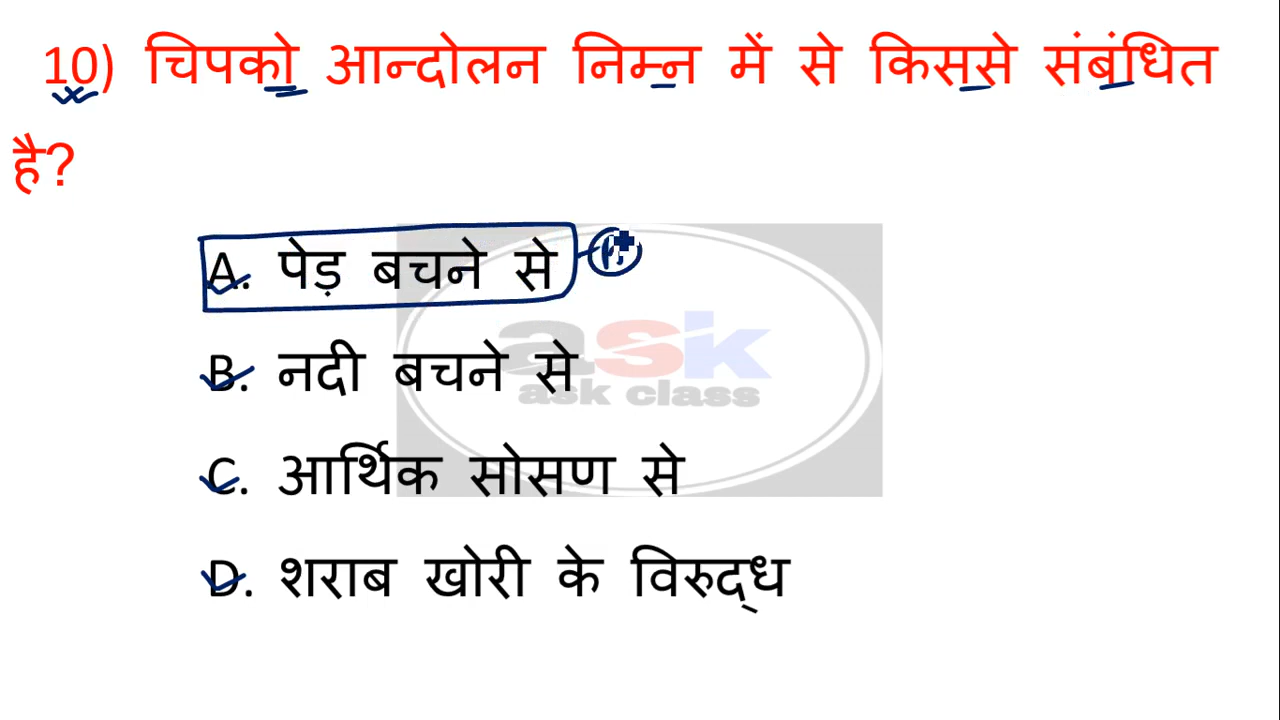 10) चिपको आन्दोलन निम्न में से किससे संबंधित
है?
A. पेड़ बचने से
B. नदी बचने से
C. आर्थिक सोसण से
D. शराब खोरी के विरुद्ध
ask
ask class